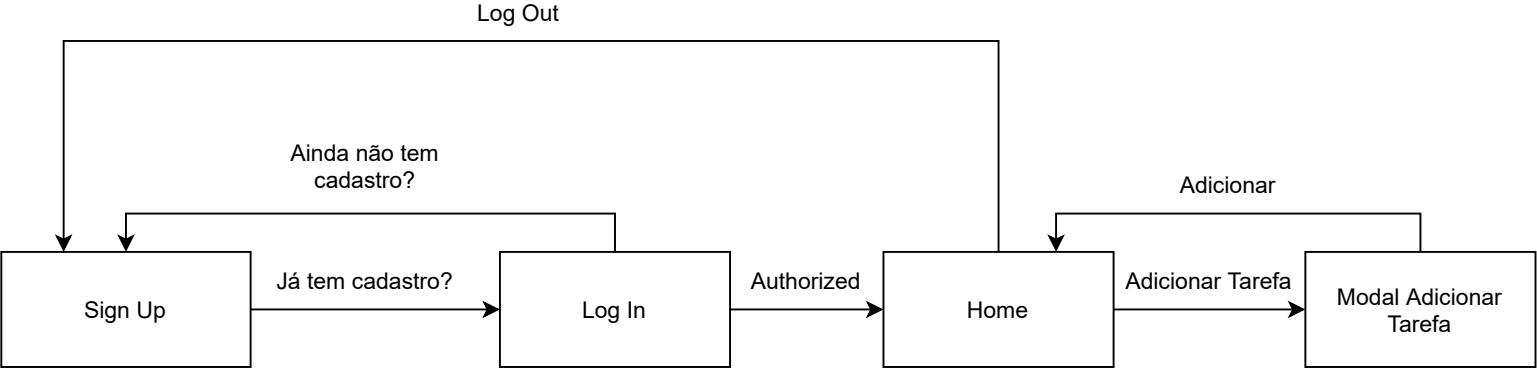 Log Out
Ainda não tem
cadastro?
Adicionar
Já tem cadastro?
Authorized
Adicionar Tarefa
Sign Up
Log In
Home
Modal Adicionar
Tarefa